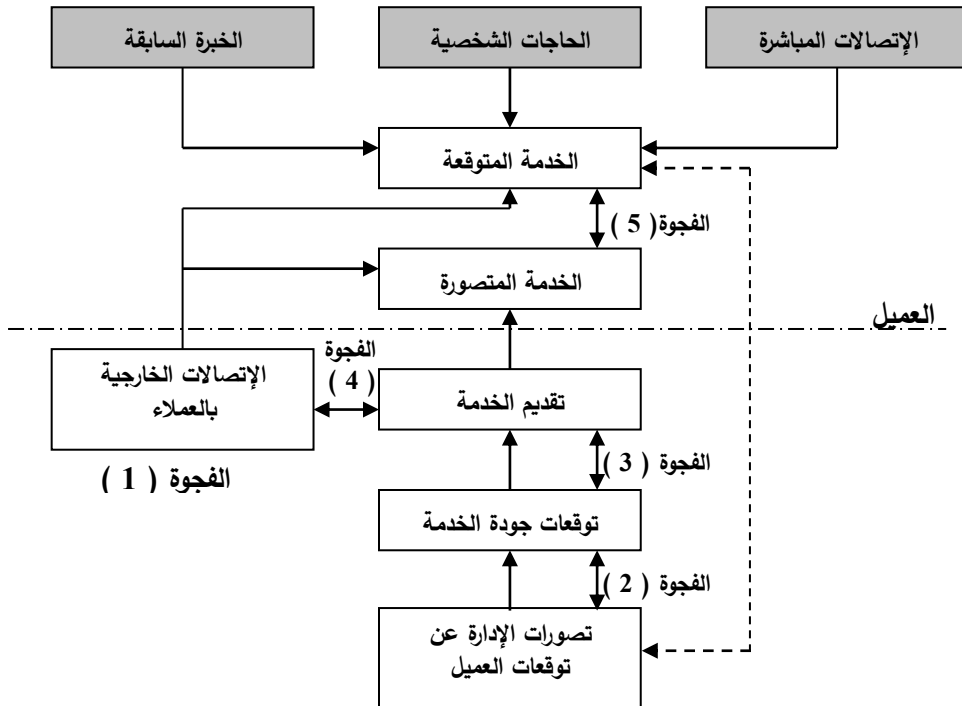 الخبرة السابقة
الحاجات الشخصية
الإتصالات المباشرة
الخدمة المتوقعة
الفجوة( 5 )
الخدمة المتصورة
العميل
الإتصالات الخارجية
بالعملاء
الفجوة
( 4 )
تقديم الخدمة
الفجوة ( 1 )
الفجوة ( 3 )
توقعات جودة الخدمة
الفجوة ( 2 )
تصورات الإدارة عن
توقعات العميل